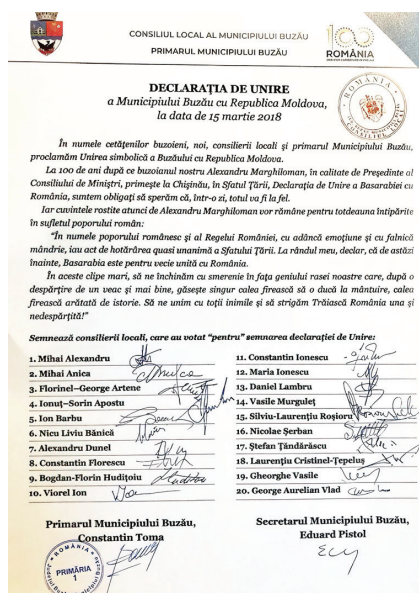 CONSILIUL LOCAL AL MUNICIPIULUI BUZĂU
PRIMARUL MUNICIPIULUI BUZĂU
100
ROMÂNIA
DECLARAȚIA DE UNIRE
a Municipiului Buzău cu Republica Moldova,
la data de 15 martie 2018
ROMÂNIA
CONSILIUL LOCAL
În numele cetățenilor buzoieni, noi, consilierii locali și primarul Municipiului Buzău,
proclamăm Unirea simbolică a Buzăului cu Republica Moldova.
La 100 de ani după ce buzoianul nostru Alexandru Marghiloman, în calitate de Președinte al
Consiliului de Miniștri, primește la Chișinău, în Sfatul Țării, Declarația de Unire a Basarabiei cu
România, suntem obligați să sperăm că, într-o zi, totul va fi la fel.
Iar cuvintele rostite atunci de Alexandru Marghiloman vor rămâne pentru totdeauna întipărite
în sufletul poporului român:
"În numele poporului românesc și al Regelui României, cu adâncă emoțiune și cu falnică
mândrie, iau act de hotărârea quasi unanimă a Sfatului Țării. La rândul meu, declar, că de astăzi
înainte, Basarabia este pentru vecie unită cu România.
În aceste clipe mari, să ne închinăm cu smerenie în fața geniului rasei noastre care, după o
despărțire de un veac și mai bine, găsește singur calea firească să o ducă la mântuire, calea
firească arătată de istorie. Să ne unim cu toții inimile și să strigăm Trăiască România una și
nedespărțită!"
Semnează consilierii locali, care au votat "pentru" semnarea declarației de Unire:
1. Mihai Alexandru
2. Mihai Anica
3. Florinel–George Artene
4. Ionuț–Sorin Apostu
5. Ion Barbu
6. Nicu Liviu Bănică
7. Alexandru Dunel
8. Constantin Florescu
9. Bogdan-Florin Hudițoiu
10. Viorel Ion
11. Constantin Ionescu
12. Maria Ionescu
13. Daniel Lambru
14. Vasile Murguleț
15. Silviu-Laurențiu Roșioru
16. Nicolae Șerban
17. Ștefan Țăndărăscu
18. Laurențiu Cristinel-Țepeluș
19. Gheorghe Vasile
20. George Aurelian Vlad
Primarul Municipiului Buzău,
Constantin Toma
Secretarul Municipiului Buzău,
Eduard Pistol
ROMÂNIA
PRIMĂRIA
1